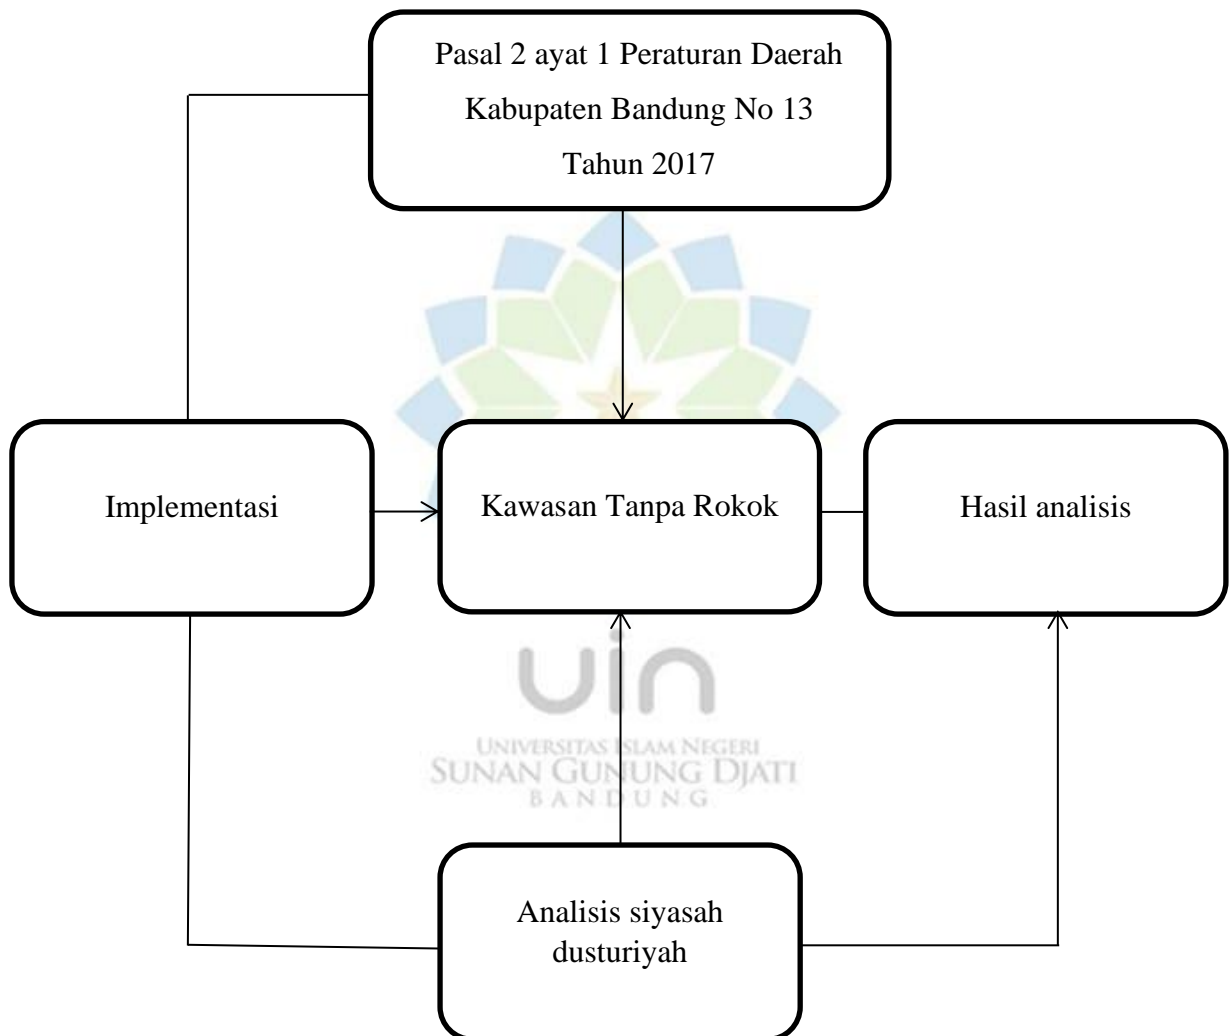 Pasal 2 ayat 1 Peraturan Daerah
Kabupaten Bandung No 13
Tahun 2017
Implementasi
Kawasan Tanpa Rokok
Hasil analisis
uin
UNIVERSITAS ISLAM NEGERI
SUNAN GUNUNG DJATI
BANDUNG
Analisis siyasah
dusturiyah